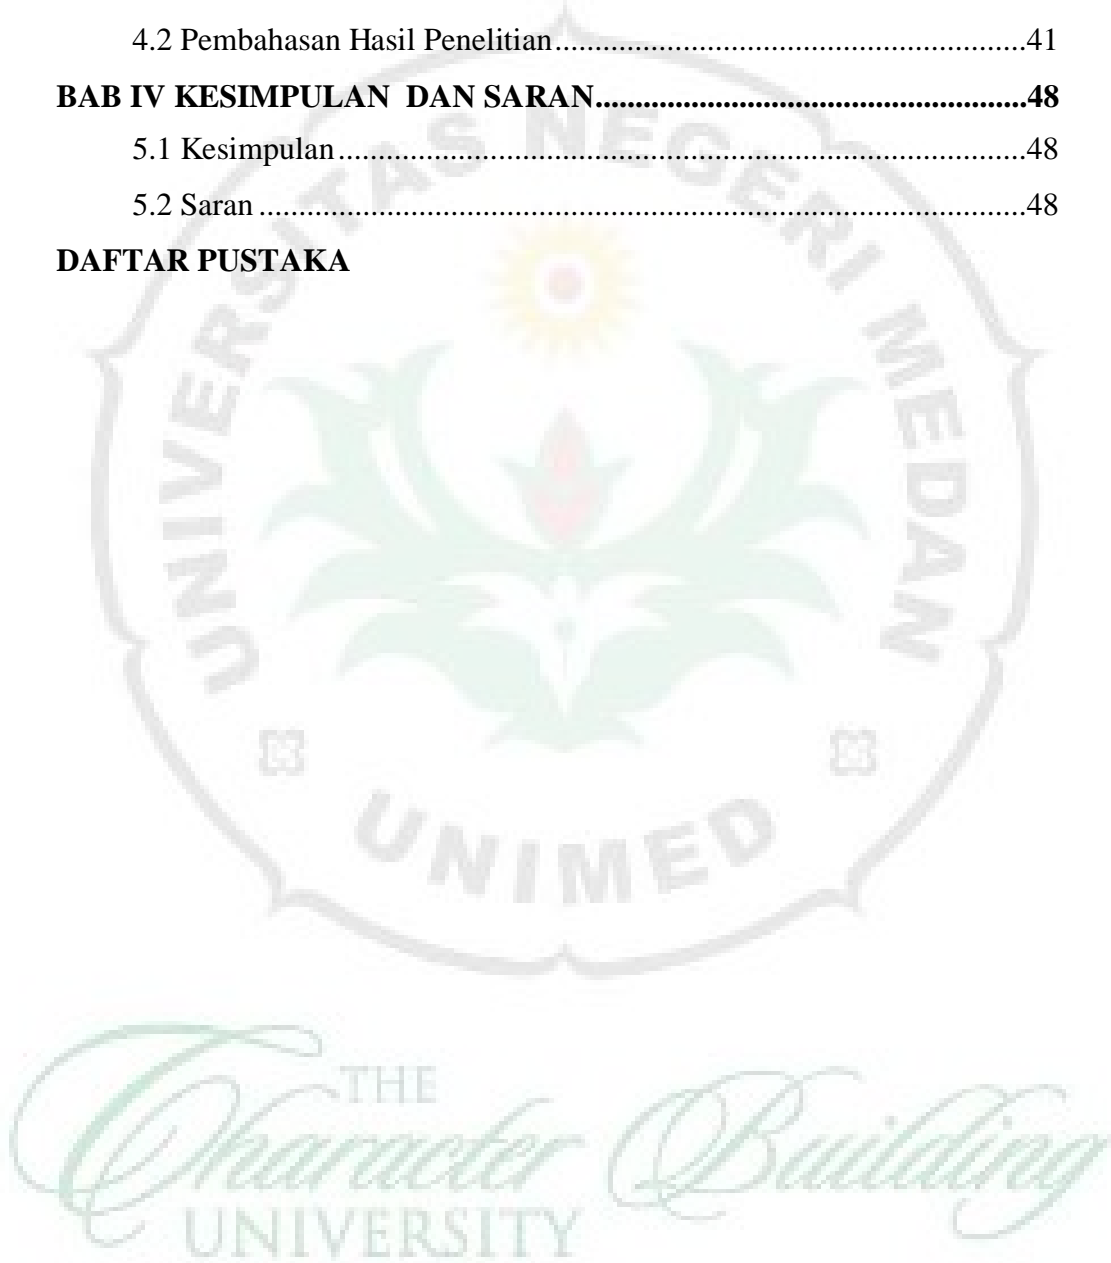 4.2 Pembahasan Hasil Penelitian...........................................................41
BAB IV KESIMPULAN  DAN SARAN......................................................48
5.1 Kesimpulan......................................................................................48
5.2 Saran ................................................................................................48
DAFTAR PUSTAKA
UNIVERSITAS NEGERI MEDAN
UNIMED
THE
Character Building
UNIVERSITY